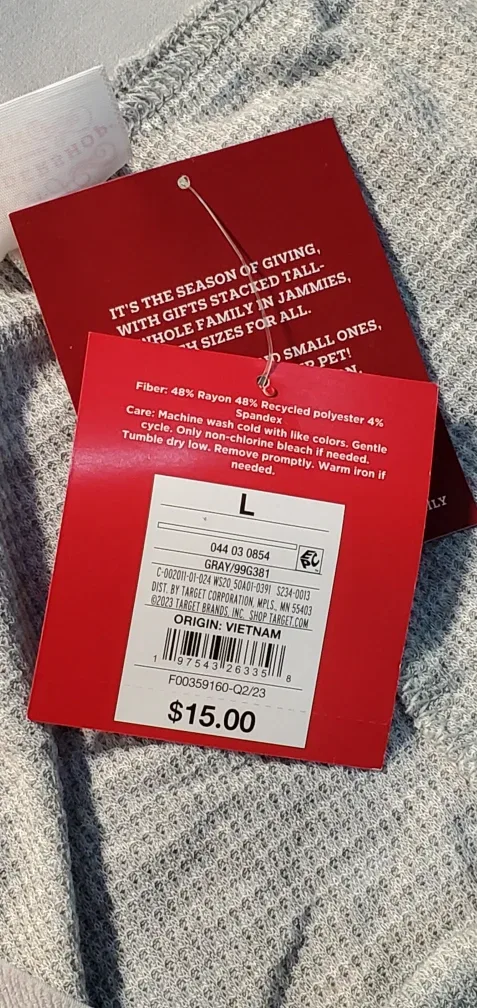 IT'S THE SEASON OF GIVING,
WITH GIFTS STACKED TALL-
WHOLE FAMILY IN JAMMIES,
SIZES FOR ALL.
SMALL ONES,
PET!
Fiber: 48% Rayon 48% Recycled polyester 4%
Spandex
Care: Machine wash cold with like colors. Gentle
cycle. Only non-chlorine bleach if needed.
Tumble dry low. Remove promptly. Warm iron if
needed.
L
044 03 0854
GRAY/99G381
C-002011-01-024 WS20_50A01-0391 S234-0013
DIST. BY TARGET CORPORATION, MPLS, MN 55403
©2023 TARGET BRANDS, INC. SHOP TARGET.COM
ORIGIN: VIETNAM
1 97543 26335 8
F00359160-Q2/23
$15.00